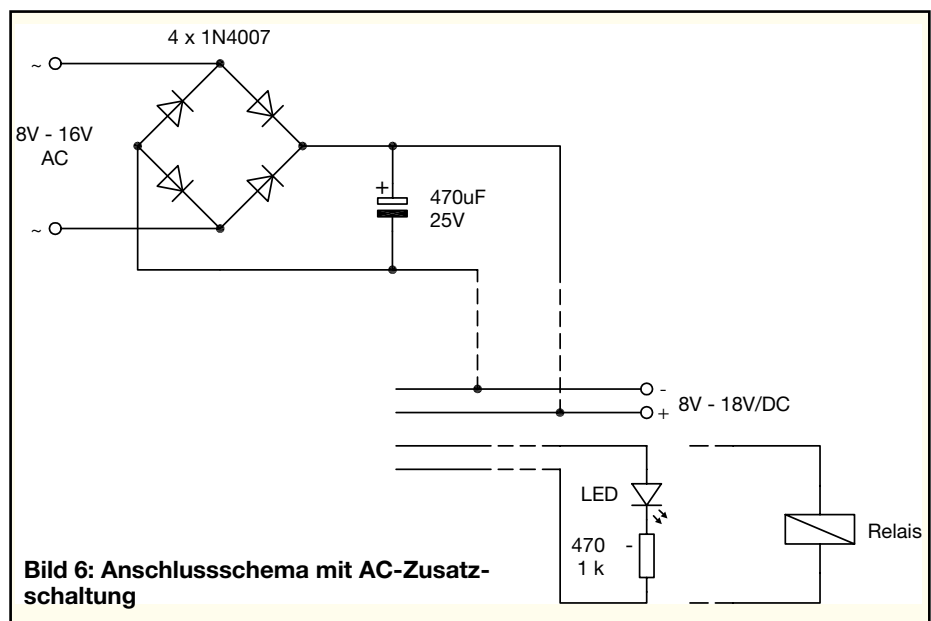 4 x 1N4007
~
8V - 16V
AC
~
+
470uF
25V
-
+
8V - 18V/DC
LED
470 -
1 k
Relais
Bild 6: Anschlussschema mit AC-Zusatz-
schaltung